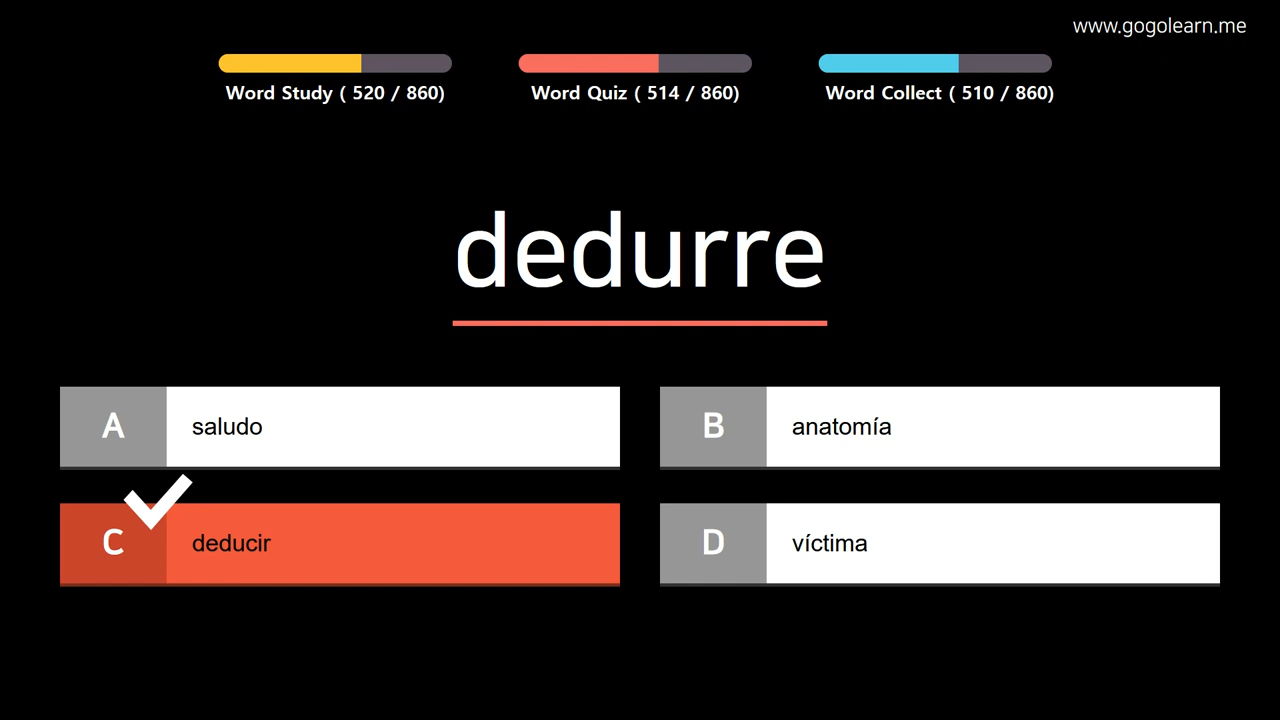 www.gogolearn.me
Word Study ( 520 / 860)
Word Quiz ( 514 / 860)
Word Collect ( 510 / 860)
dedurre
A saludo
B anatomía
C deducir
D víctima